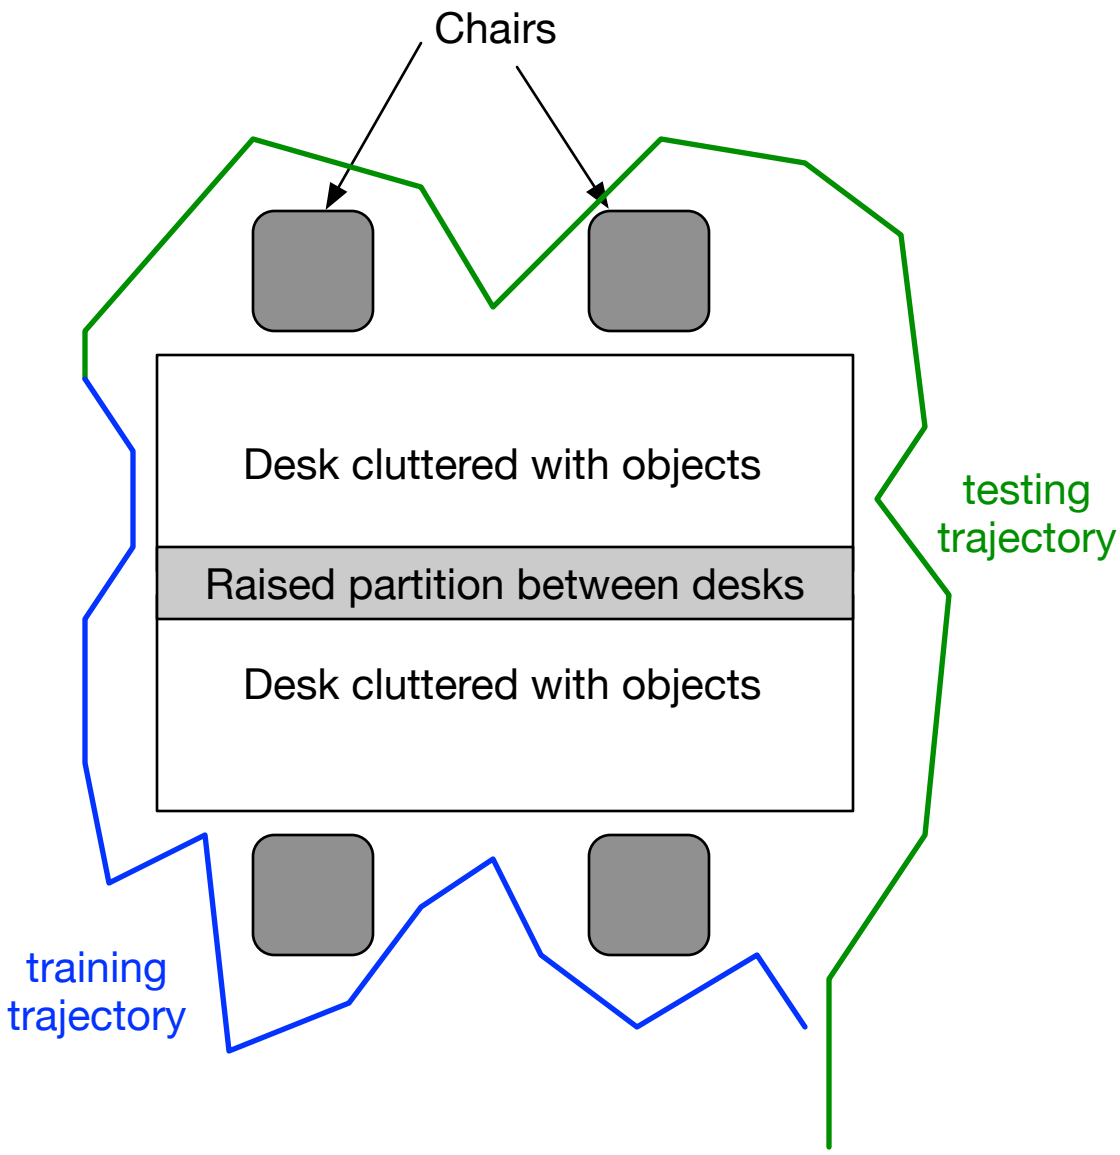 Chairs
Desk cluttered with objects
testing
trajectory
Raised partition between desks
Desk cluttered with objects
training
trajectory